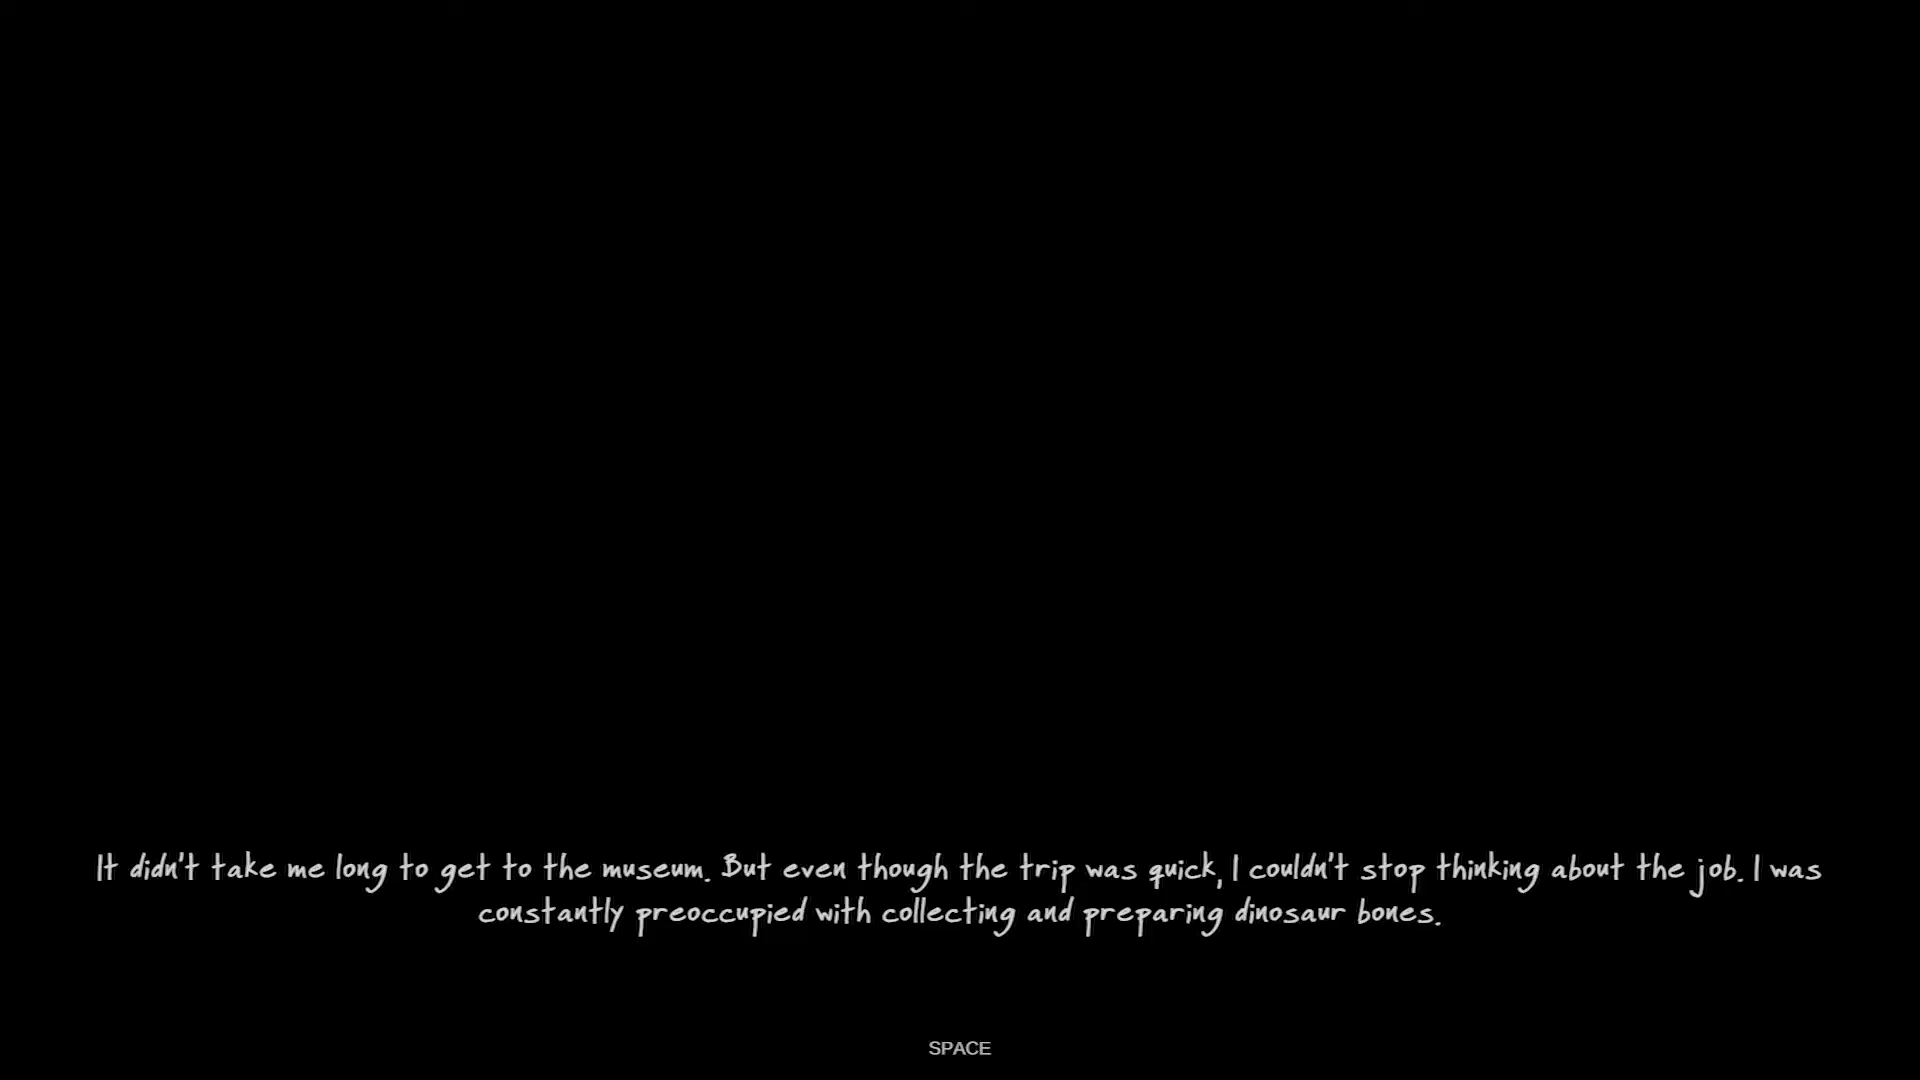 It didn't take me long to get to the museum. But even though the trip was quick, I couldn't stop thinking about the job. I was
constantly preoccupied with collecting and preparing dinosaur bones.
SPACE